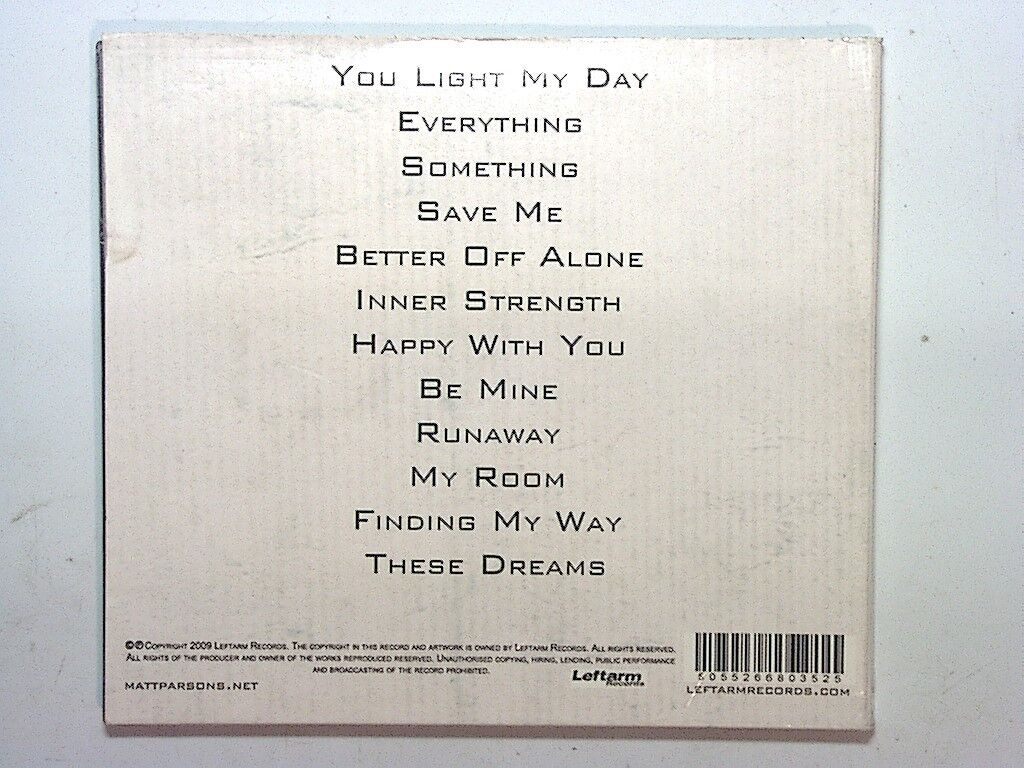 You Light My Day
Everything
Something
Save Me
Better Off Alone
Inner Strength
Happy With You
Be Mine
Runaway
My Room
Finding My Way
These Dreams
©℗ Copyright 2009 Leftarm Records. The copyright in this record and artwork is owned by Leftarm Records. All rights reserved.
All rights of the producer and owner of the works reproduced reserved. Unauthorised copying, hiring, lending, public performance
and broadcasting of the record prohibited.
Leftarm
Records
mattparsons.net
5055266803525
leftarmrecords.com